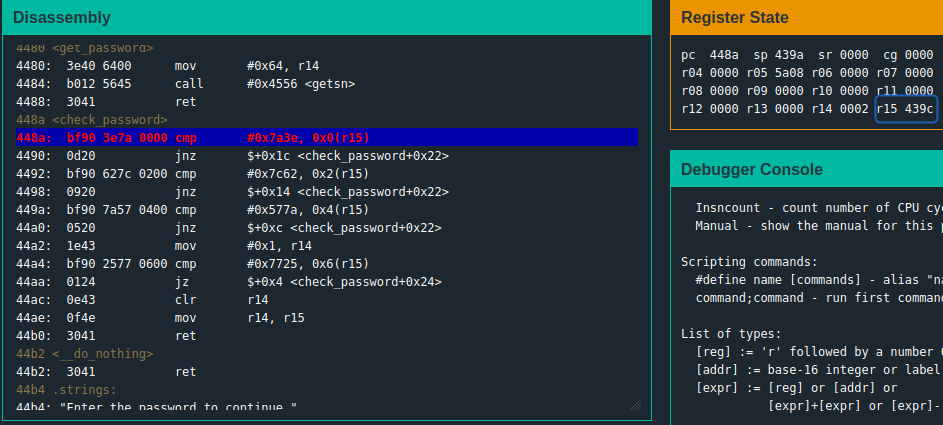 Disassembly
4480 <get_password>
4480: 3e40 6400 mov #0x64, r14
4484: b012 5645 call #0x4556 <getsn>
4488: 3041 ret
448a <check_password>
448a: bf90 3e7a 0000 cmp #0x7a3e, 0x0(r15)
4490: 0d20 jnz $+0x1c <check_password+0x22>
4492: bf90 627c 0200 cmp #0x7c62, 0x2(r15)
4498: 0920 jnz $+0x14 <check_password+0x22>
449a: bf90 7a57 0400 cmp #0x577a, 0x4(r15)
44a0: 0520 jnz $+0xc <check_password+0x22>
44a2: 1e43 mov #0x1, r14
44a4: bf90 2577 0600 cmp #0x7725, 0x6(r15)
44aa: 0124 jz $+0x4 <check_password+0x24>
44ac: 0e43 clr r14
44ae: 0f4e mov r14, r15
44b0: 3041 ret
44b2 <__do_nothing>
44b2: 3041 ret
44b4 .strings:
44b4: "Enter the password to continue."
Register State
pc 448a sp 439a sr 0000 cg 0000
r04 0000 r05 5a08 r06 0000 r07 0000
r08 0000 r09 0000 r10 0000 r11 0000
r12 0000 r13 0000 r14 0002 r15 439c
Debugger Console
Insncount - count number of CPU cy
Manual - show the manual for this
Scripting commands:
#define name [commands] - alias "na
command;command - run first comman
List of types:
[reg] := 'r' followed by a number
[addr] := base-16 integer or label
[expr] := [reg] or [addr] or
[expr]+[expr] or [expr]-